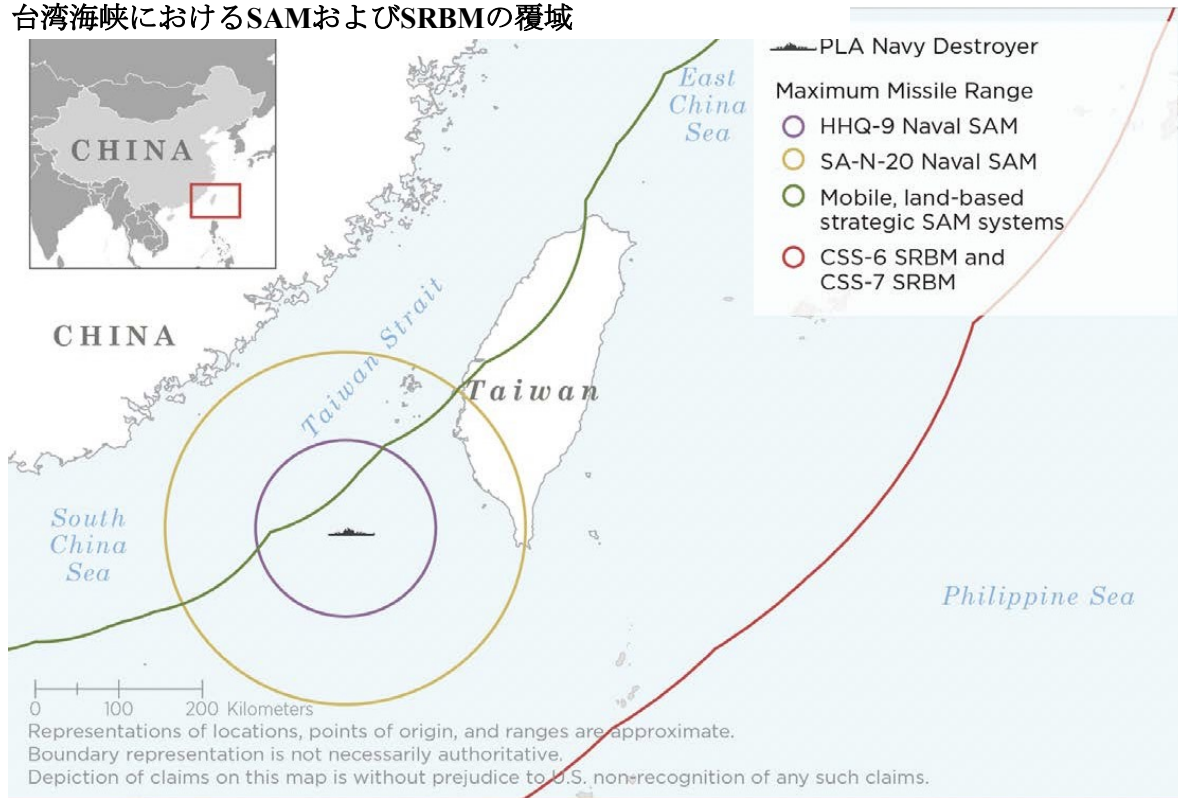 台湾海峡におけるSAMおよびSRBMの覆域
PLA Navy Destroyer
Maximum Missile Range
HHQ-9 Naval SAM
SA-N-20 Naval SAM
Mobile, land-based
strategic SAM systems
CSS-6 SRBM and
CSS-7 SRBM
East
China
Sea
CHINA
CHINA
Taiwan Strait
Taiwan
South
China
Sea
Philippine Sea
0 100 200 Kilometers
Representations of locations, points of origin, and ranges are approximate.
Boundary representation is not necessarily authoritative.
Depiction of claims on this map is without prejudice to U.S. nonrecognition of any such claims.